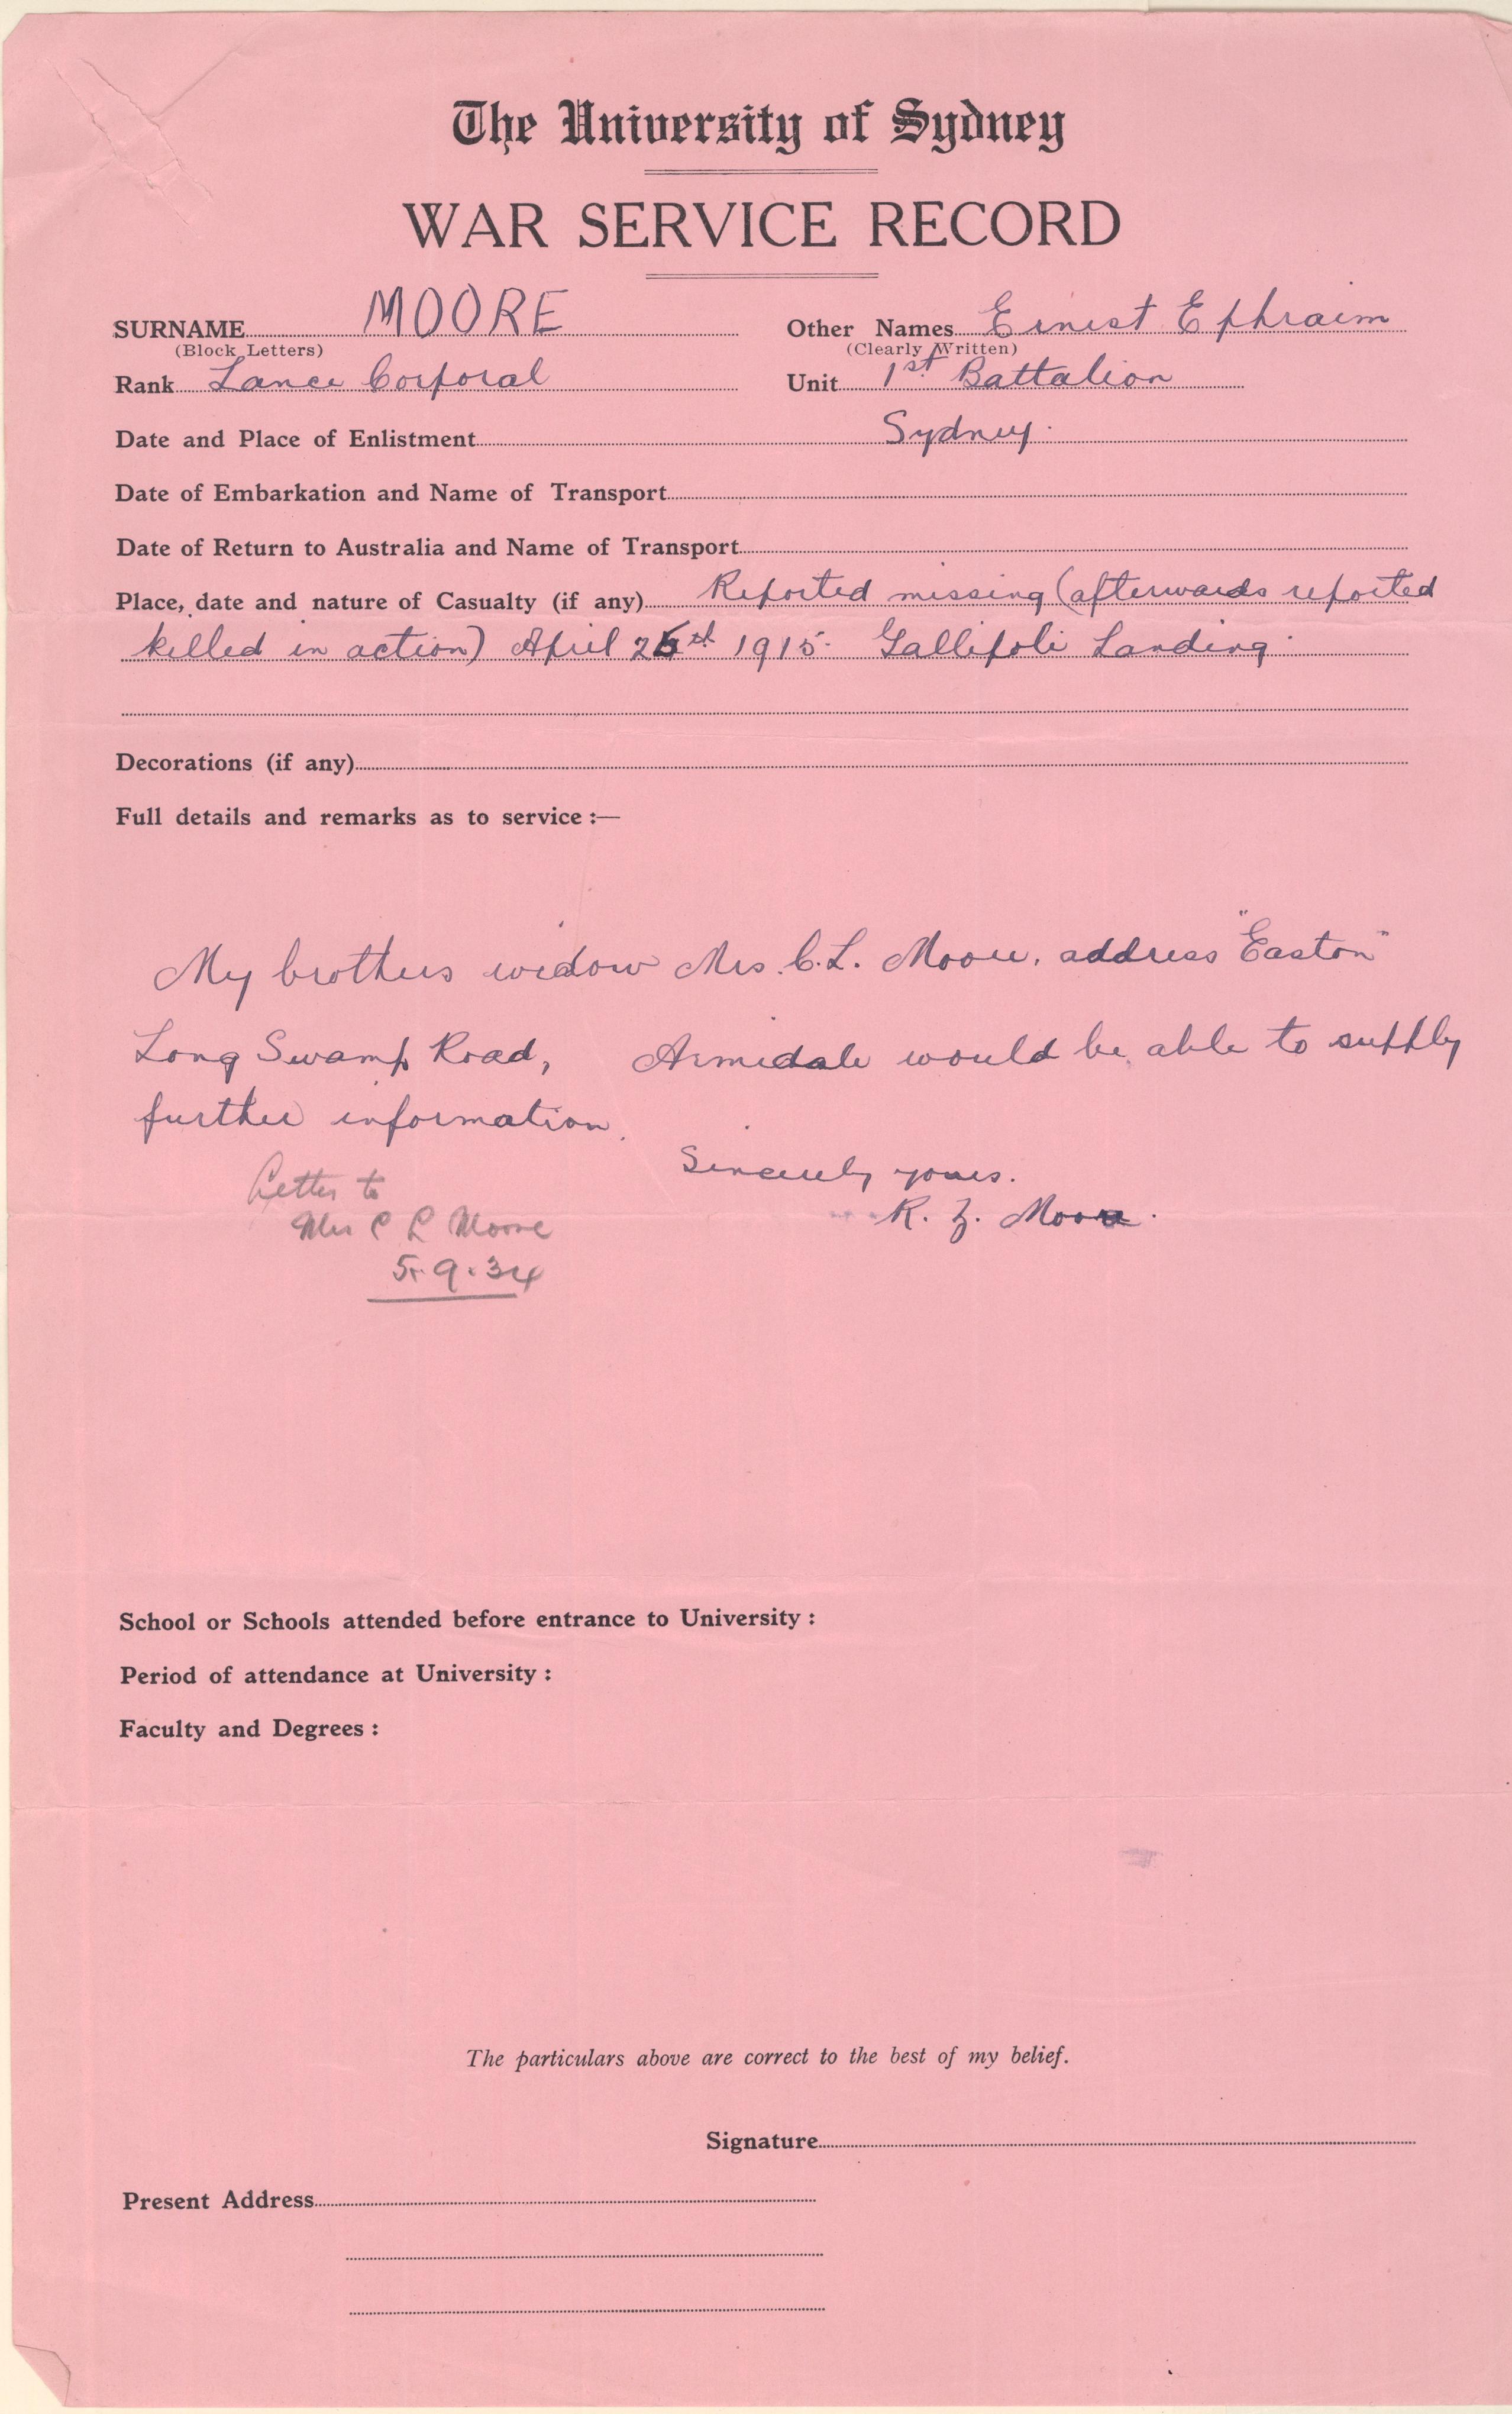 The University of Sydney
WAR SERVICE RECORD
SURNAME MOORE Other Names Ernest Ephraim
(Block Letters) (Clearly Written)
Rank Lance Corporal Unit 1st Battalion
Date and Place of Enlistment Sydney.
Date of Embarkation and Name of Transport
Date of Return to Australia and Name of Transport
Place, date and nature of Casualty (if any) Reported missing (afterwards reported
killed in action) April 1915. Gallipoli Landing.
Decorations (if any)
Full details and remarks as to service :—
My brothers widow Mrs. C. L. Moore, address "Easton"
Long Swamp Road, Armidale would be able to supply
further information.
Sincerely yours.
R. Z. Moore.
Letter to
Mrs C L Moore
5.9.34
School or Schools attended before entrance to University :
Period of attendance at University :
Faculty and Degrees :
The particulars above are correct to the best of my belief.
Signature
Present Address